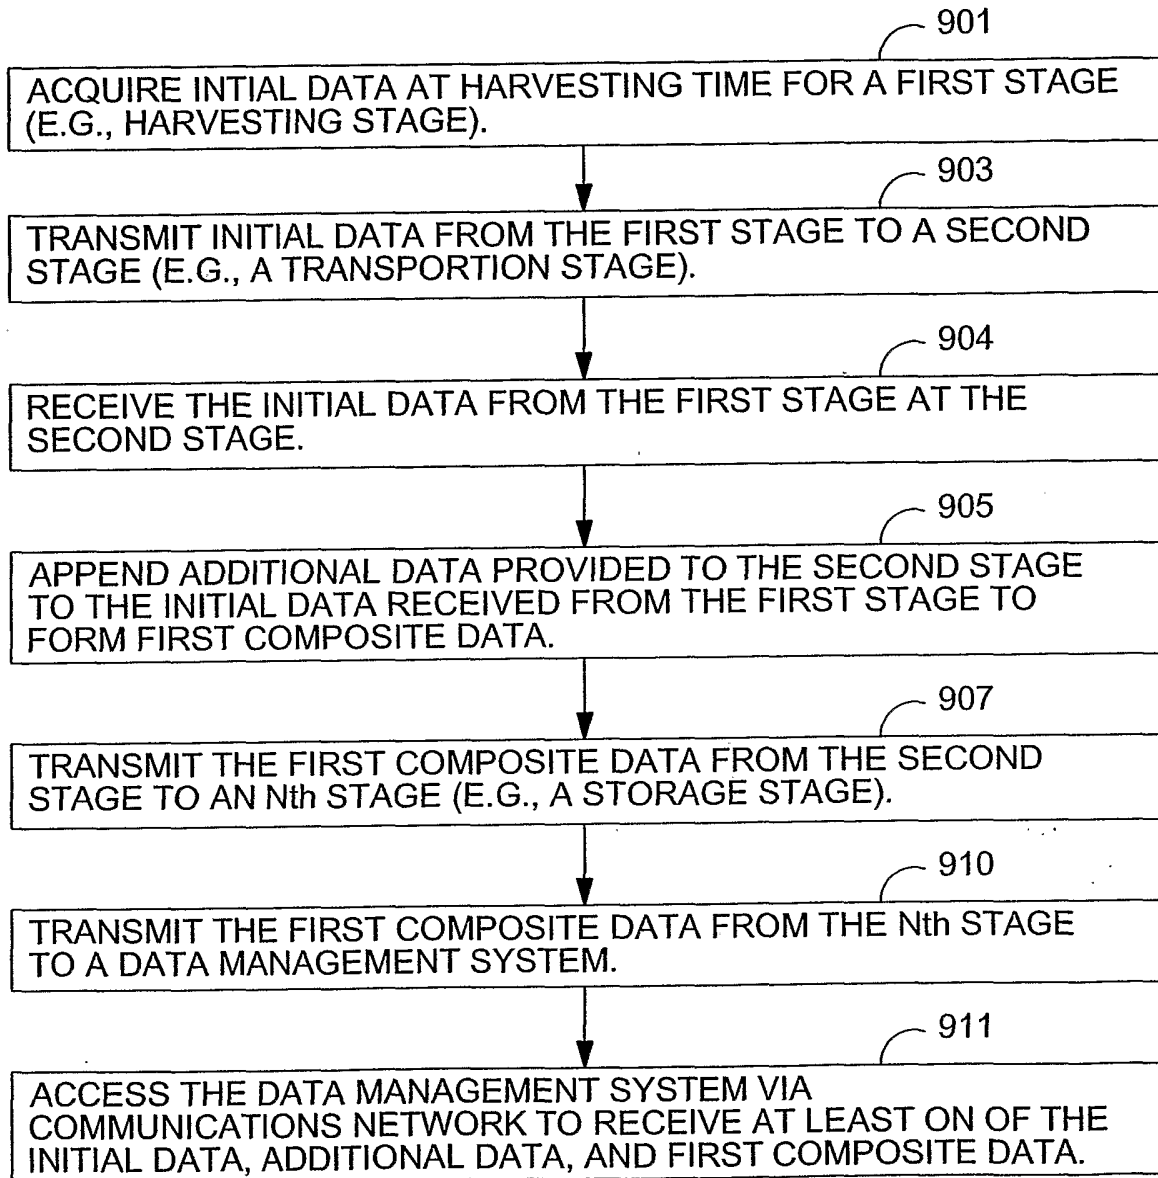 901
ACQUIRE INTIAL DATA AT HARVESTING TIME FOR A FIRST STAGE
(E.G., HARVESTING STAGE).
903
TRANSMIT INITIAL DATA FROM THE FIRST STAGE TO A SECOND
STAGE (E.G., A TRANSPORTION STAGE).
904
RECEIVE THE INITIAL DATA FROM THE FIRST STAGE AT THE
SECOND STAGE.
905
APPEND ADDITIONAL DATA PROVIDED TO THE SECOND STAGE
TO THE INITIAL DATA RECEIVED FROM THE FIRST STAGE TO
FORM FIRST COMPOSITE DATA.
907
TRANSMIT THE FIRST COMPOSITE DATA FROM THE SECOND
STAGE TO AN Nth STAGE (E.G., A STORAGE STAGE).
910
TRANSMIT THE FIRST COMPOSITE DATA FROM THE Nth STAGE
TO A DATA MANAGEMENT SYSTEM.
911
ACCESS THE DATA MANAGEMENT SYSTEM VIA
COMMUNICATIONS NETWORK TO RECEIVE AT LEAST ON OF THE
INITIAL DATA, ADDITIONAL DATA, AND FIRST COMPOSITE DATA.